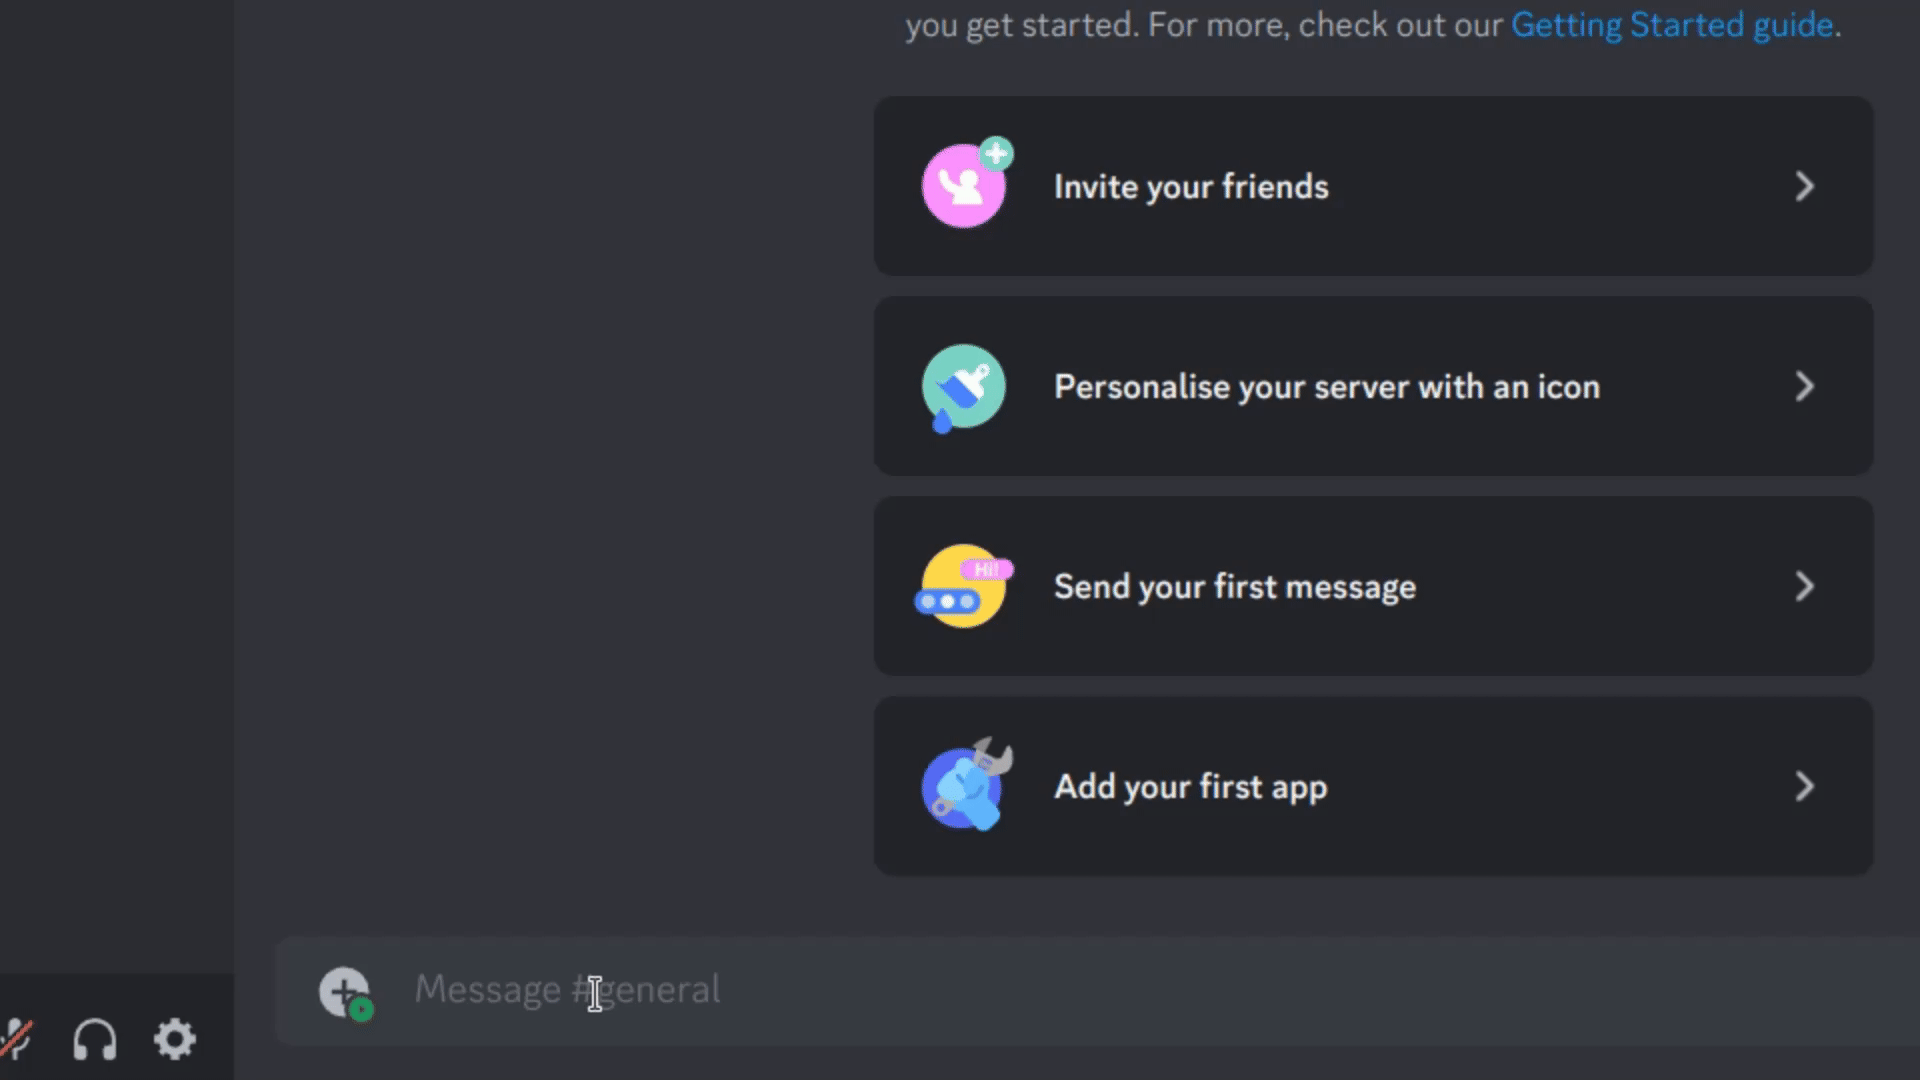 you get started. For more, check out our Getting Started guide.
Invite your friends
Personalise your server with an icon
Hi!
Send your first message
Add your first app
Message #general